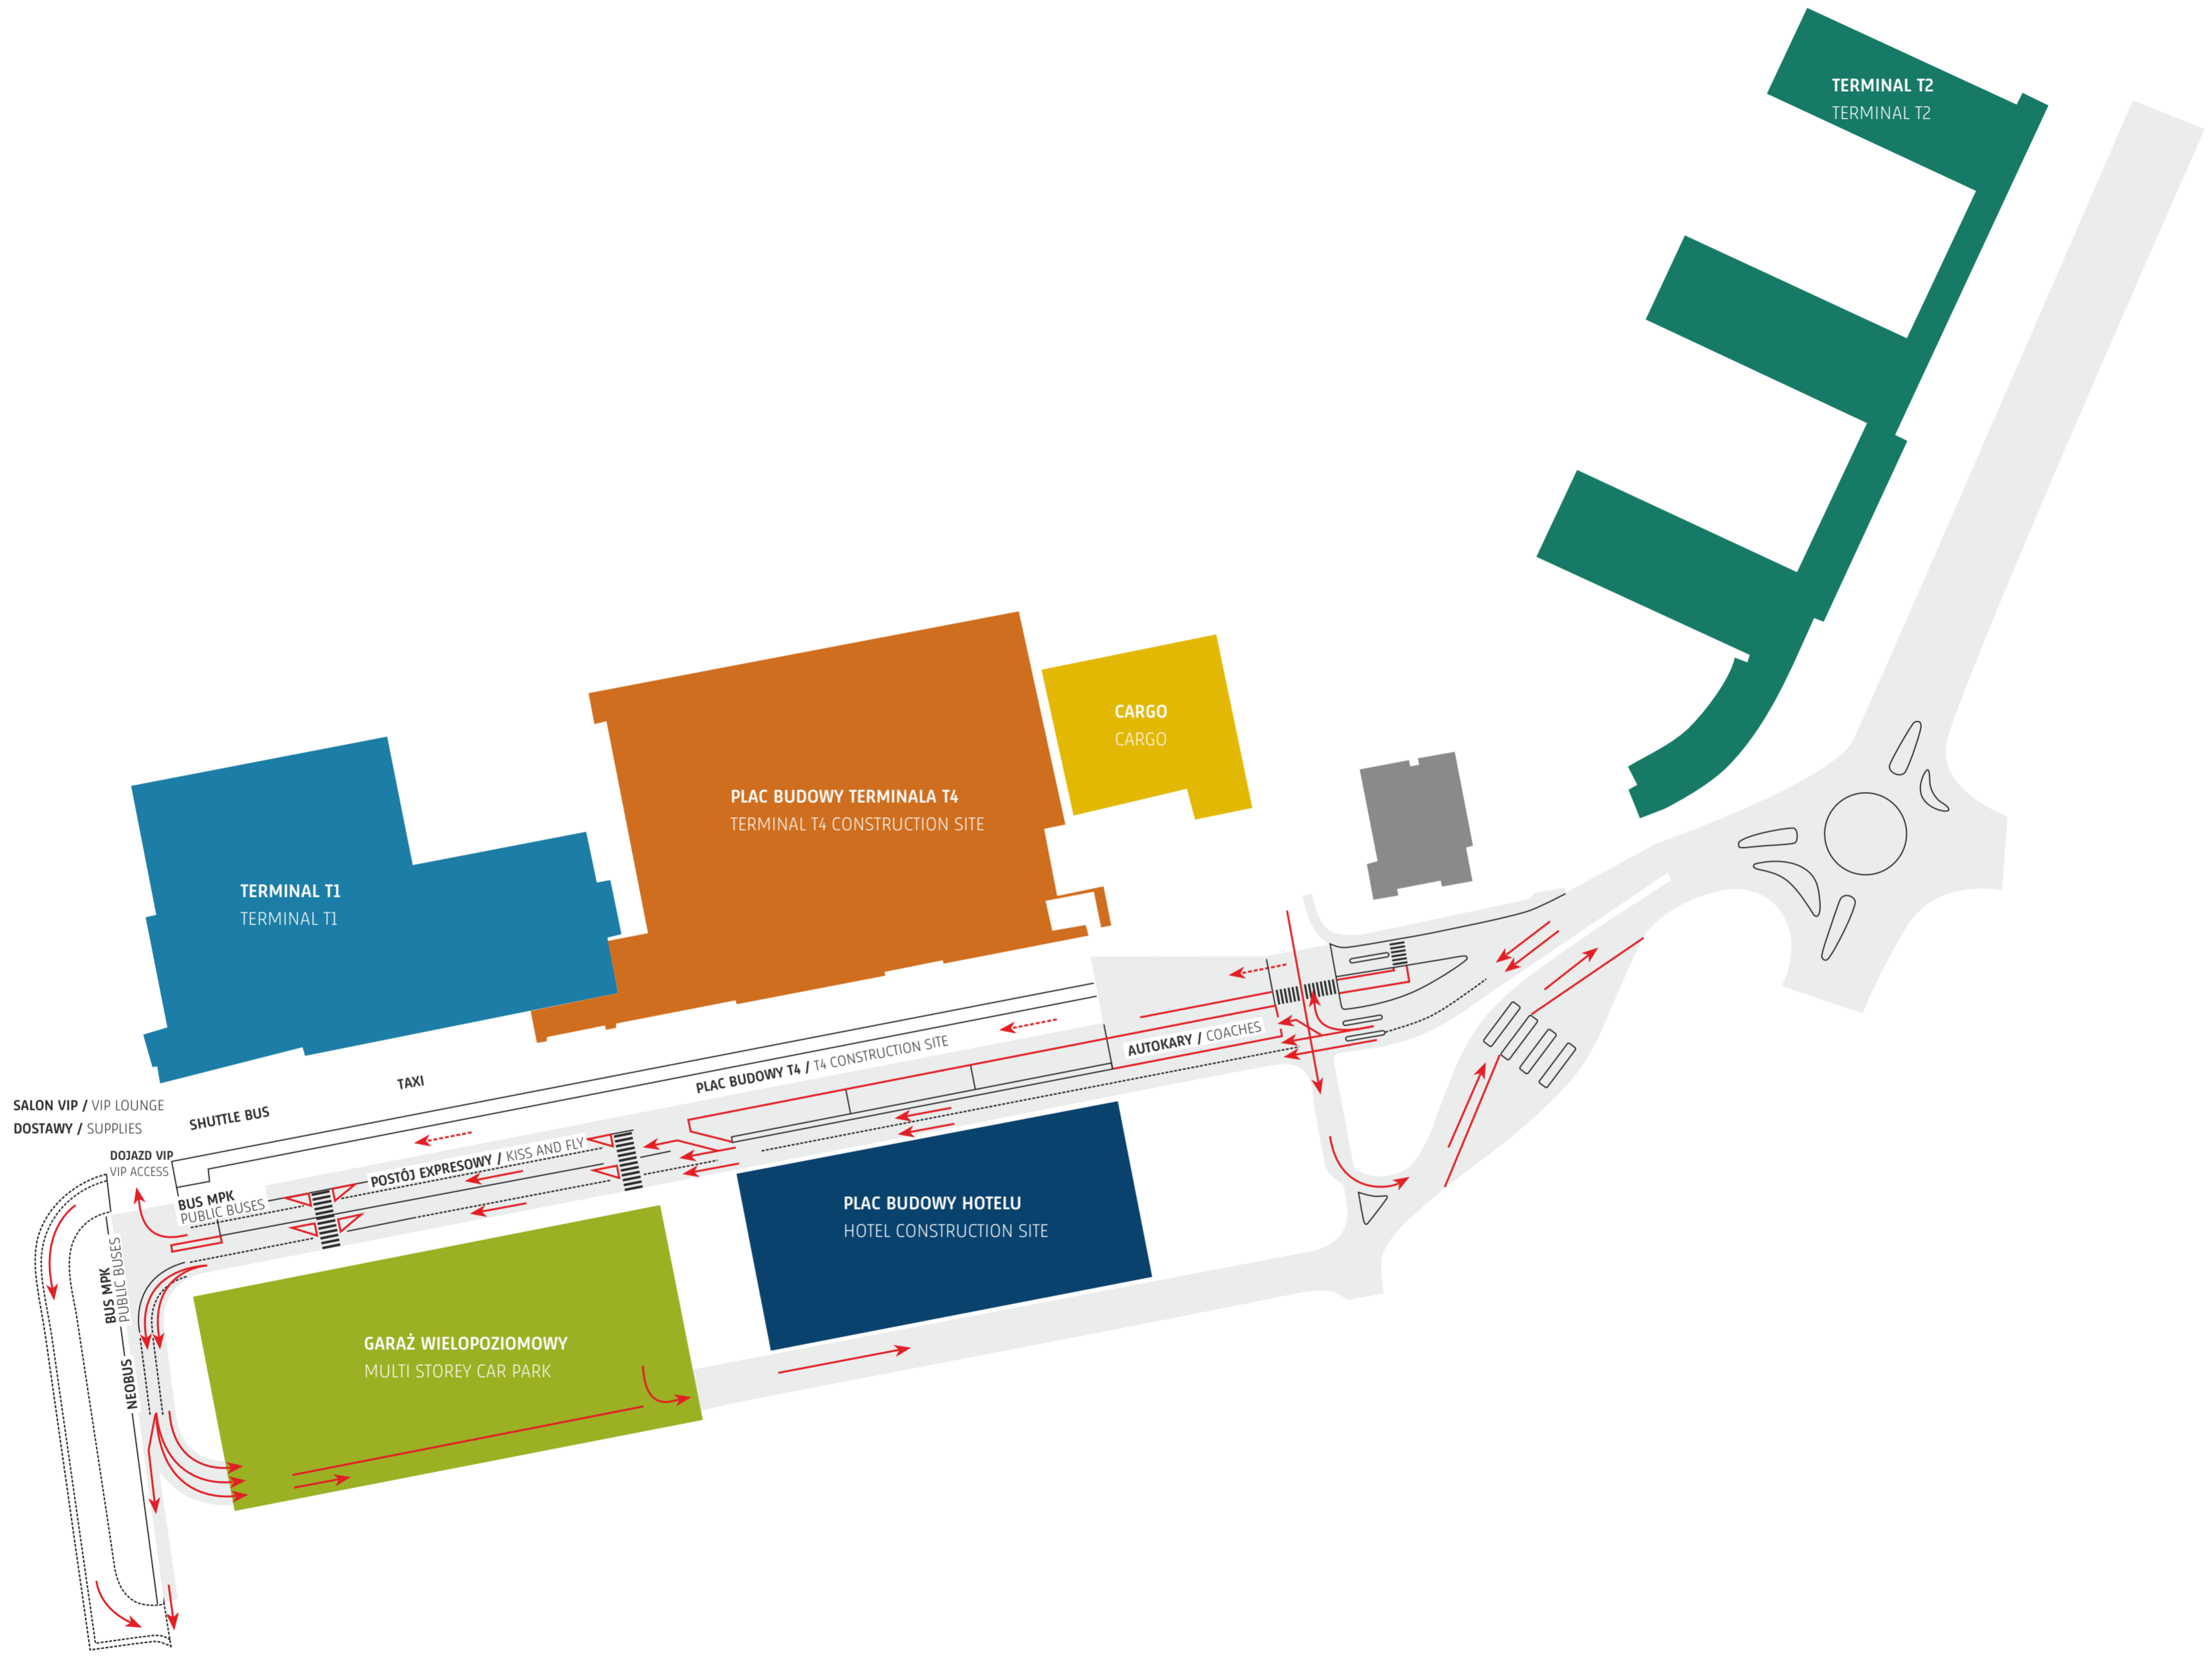 TERMINAL T2
TERMINAL T2
CARGO
CARGO
PLAC BUDOWY TERMINALA T4
TERMINAL T4 CONSTRUCTION SITE
TERMINAL T1
TERMINAL T1
AUTOKARY / COACHES
PLAC BUDOWY T4 / T4 CONSTRUCTION SITE
TAXI
SHUTTLE BUS
SALON VIP / VIP LOUNGE
DOSTAWY / SUPPLIES
DOJAZD VIP
VIP ACCESS
POSTÓJ EXPRESOWY / KISS AND FLY
BUS MPK
PUBLIC BUSES
BUS MPK
PUBLIC BUSES
NEOBUS
PLAC BUDOWY HOTELU
HOTEL CONSTRUCTION SITE
GARAŻ WIELOPOZIOMOWY
MULTI STOREY CAR PARK